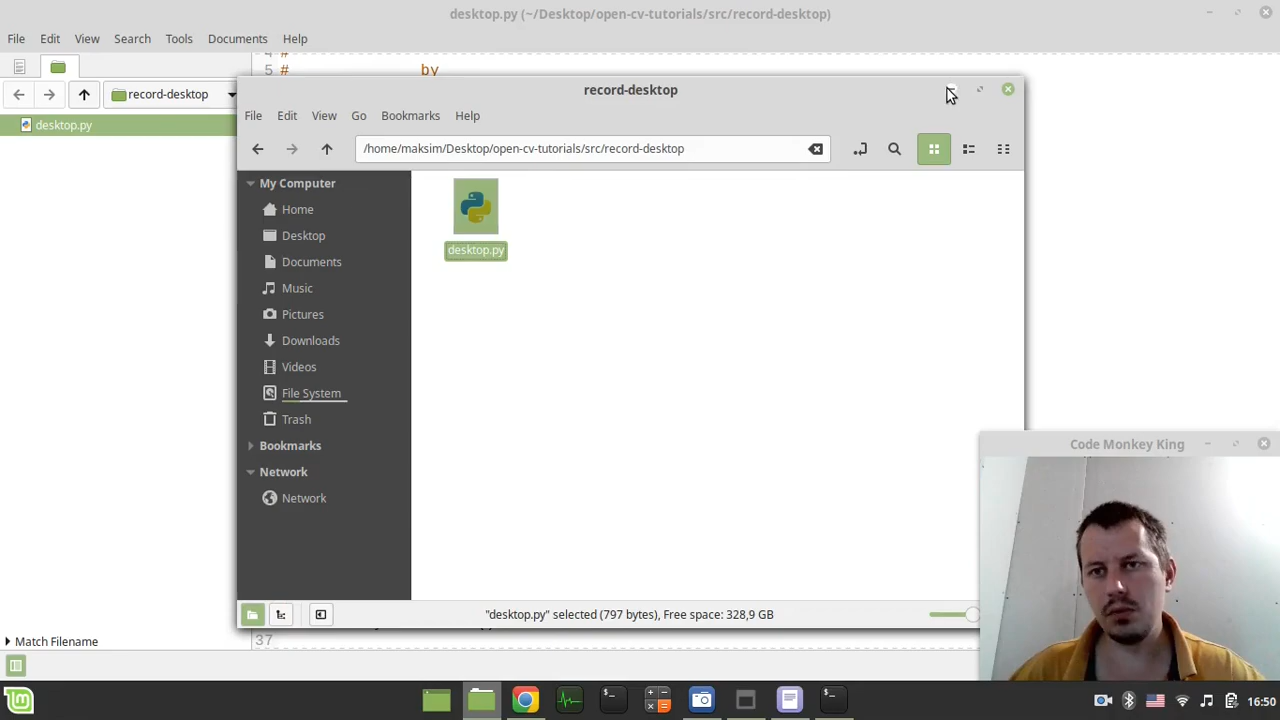 desktop.py (~/Desktop/open-cv-tutorials/src/record-desktop)
File Edit View Search Tools Documents Help
5 # by
record-desktop
record-desktop
desktop.py
File Edit View Go Bookmarks Help
/home/maksim/Desktop/open-cv-tutorials/src/record-desktop
My Computer
Home
Desktop
Documents
Music
Pictures
Downloads
Videos
File System
Trash
Bookmarks
Network
Network
desktop.py
Code Monkey King
"desktop.py" selected (797 bytes), Free space: 328,9 GB
37
Match Filename
16:50